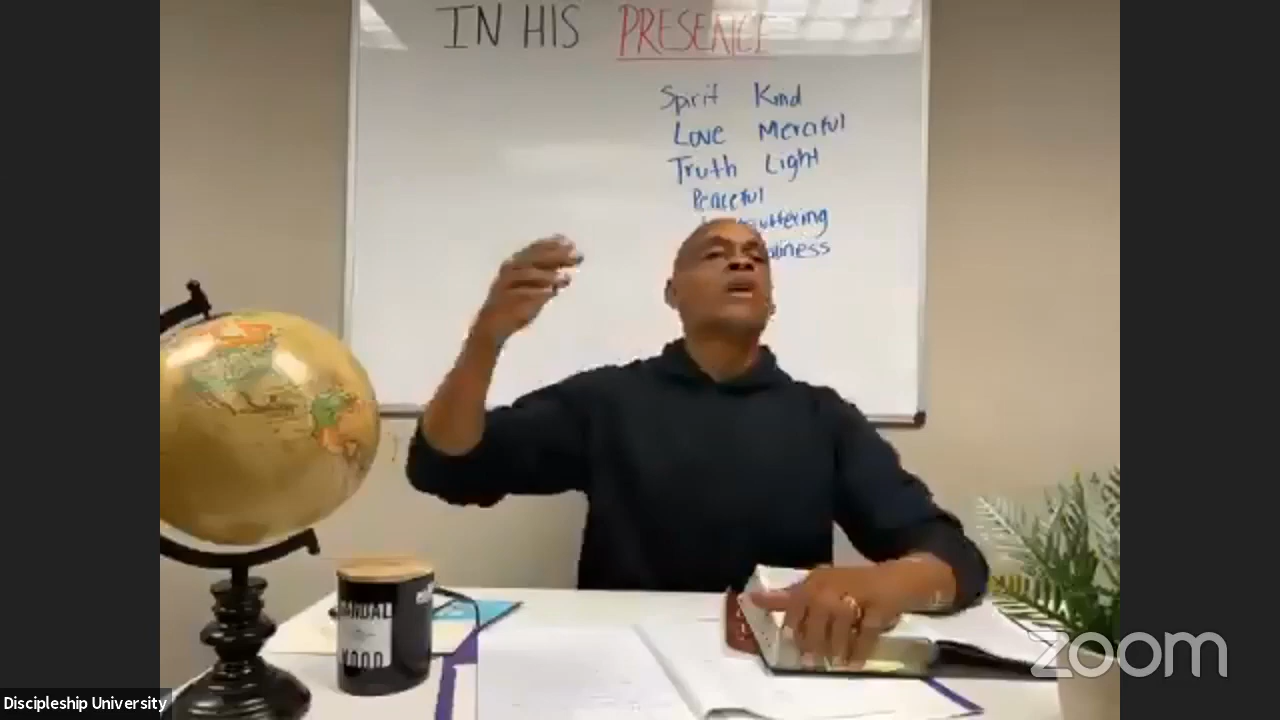 IN HIS PRESENCE
Spirit Kind
Love Merciful
Truth Light
Peaceful
zoom
Discipleship University